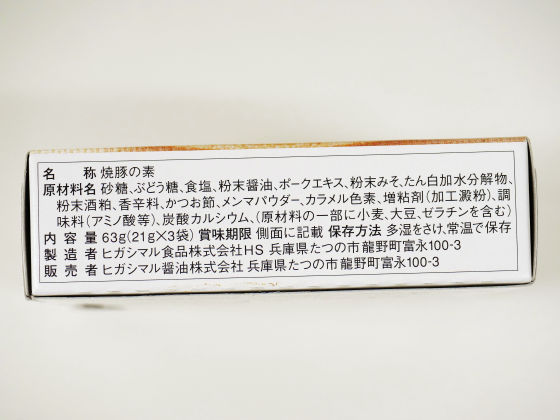 名 称 焼豚の素
原材料名 砂糖、ぶどう糖、食塩、粉末醤油、ポークエキス、粉末みそ、たん白加水分解物、
粉末酒粕、香辛料、かつお節、メンマパウダー、カラメル色素、増粘剤(加工澱粉)、調
味料(アミノ酸等)、炭酸カルシウム、(原材料の一部に小麦、大豆、ゼラチンを含む)
内 容 量 63g(21g×3袋) 賞味期限 側面に記載 保存方法 多湿をさけ、常温で保存
製 造 者 ヒガシマル食品株式会社HS 兵庫県たつの市龍野町富永100-3
販 売 者 ヒガシマル醤油株式会社 兵庫県たつの市龍野町富永100-3